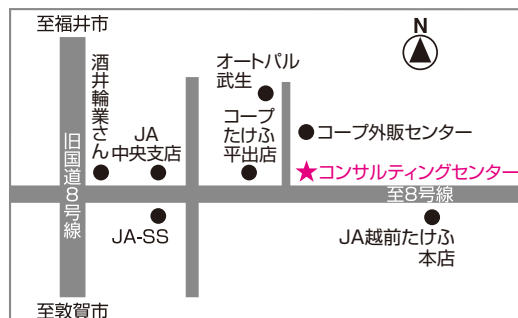 至福井市
酒井輪業さん
旧国道8号線
至敦賀市
JA
中央支店
JA-SS
オートパル
武生
コープ
たけふ
平出店
N
コープ外販センター
★コンサルティングセンター
至8号線
JA越前たけふ
本店